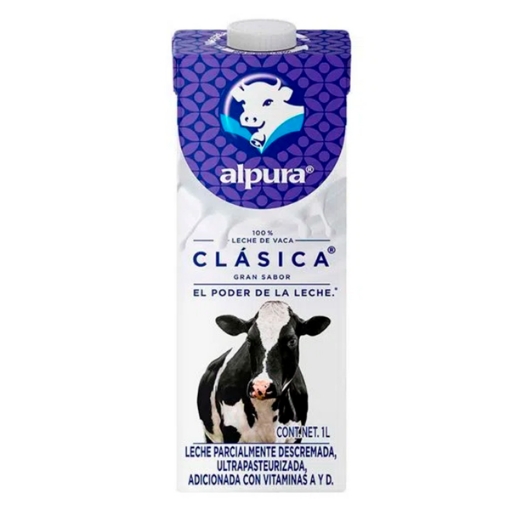 alpura®
100%
LECHE DE VACA
CLÁSICA®
GRAN SABOR
EL PODER DE LA LECHE.*
CONT. NET. 1L
LECHE PARCIALMENTE DESCREMADA,
ULTRAPASTEURIZADA,
ADICIONADA CON VITAMINAS A Y D.